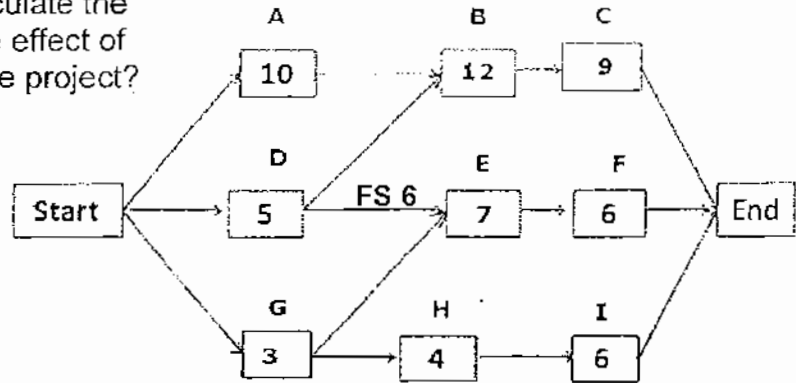 culate the
e effect of
e project?
A
B
C
10
12
9
D
E
F
Start
5
FS 6
7
6
End
G
H
I
3
4
6